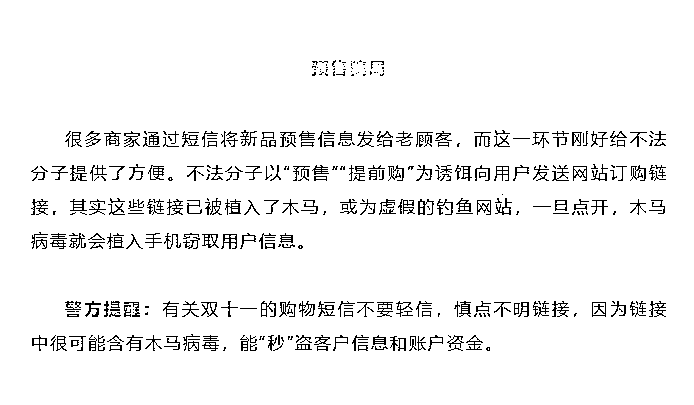 预售骗局
很多商家通过短信将新品预售信息发给老顾客，而这一环节刚好给不法
分子提供了方便。不法分子以“预售”“提前购”为诱饵向用户发送网站订购链
接，其实这些链接已被植入了木马，或为虚假的钓鱼网站，一旦点开，木马
病毒就会植入手机窃取用户信息。
警方提醒：有关双十一的购物短信不要轻信，慎点不明链接，因为链接
中很可能含有木马病毒，能“秒”盗客户信息和账户资金。